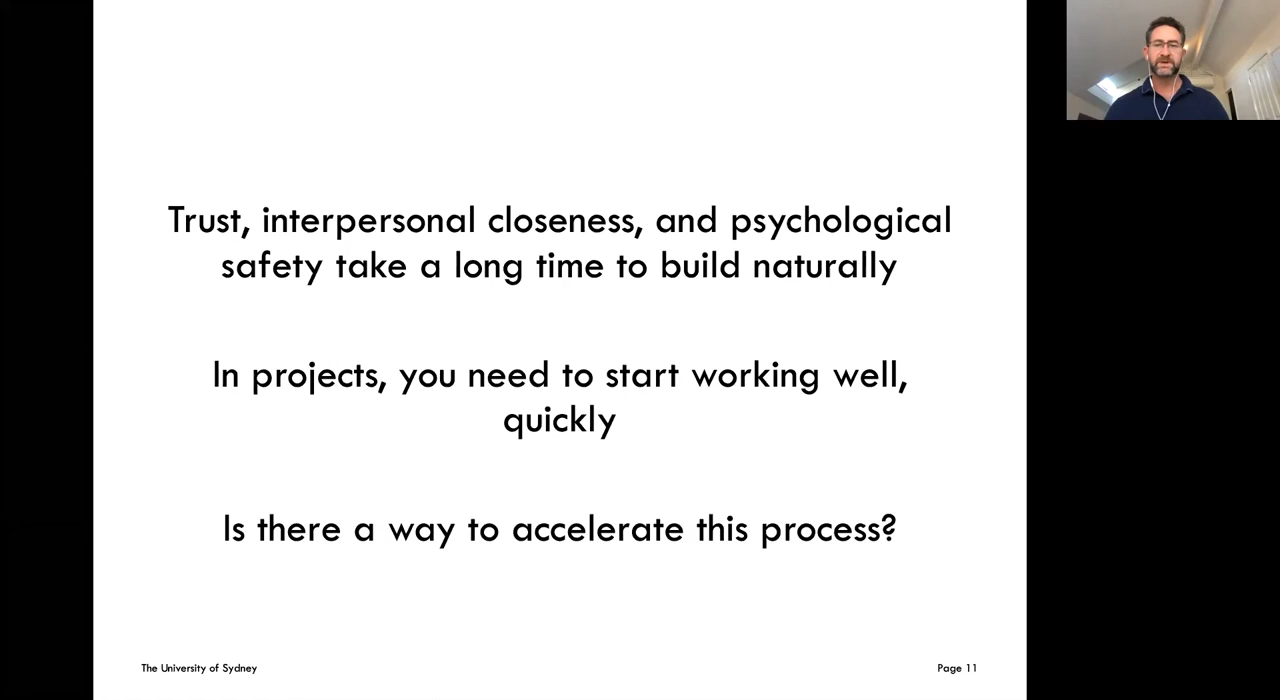 Trust, interpersonal closeness, and psychological
safety take a long time to build naturally
In projects, you need to start working well,
quickly
Is there a way to accelerate this process?
The University of Sydney
Page 11